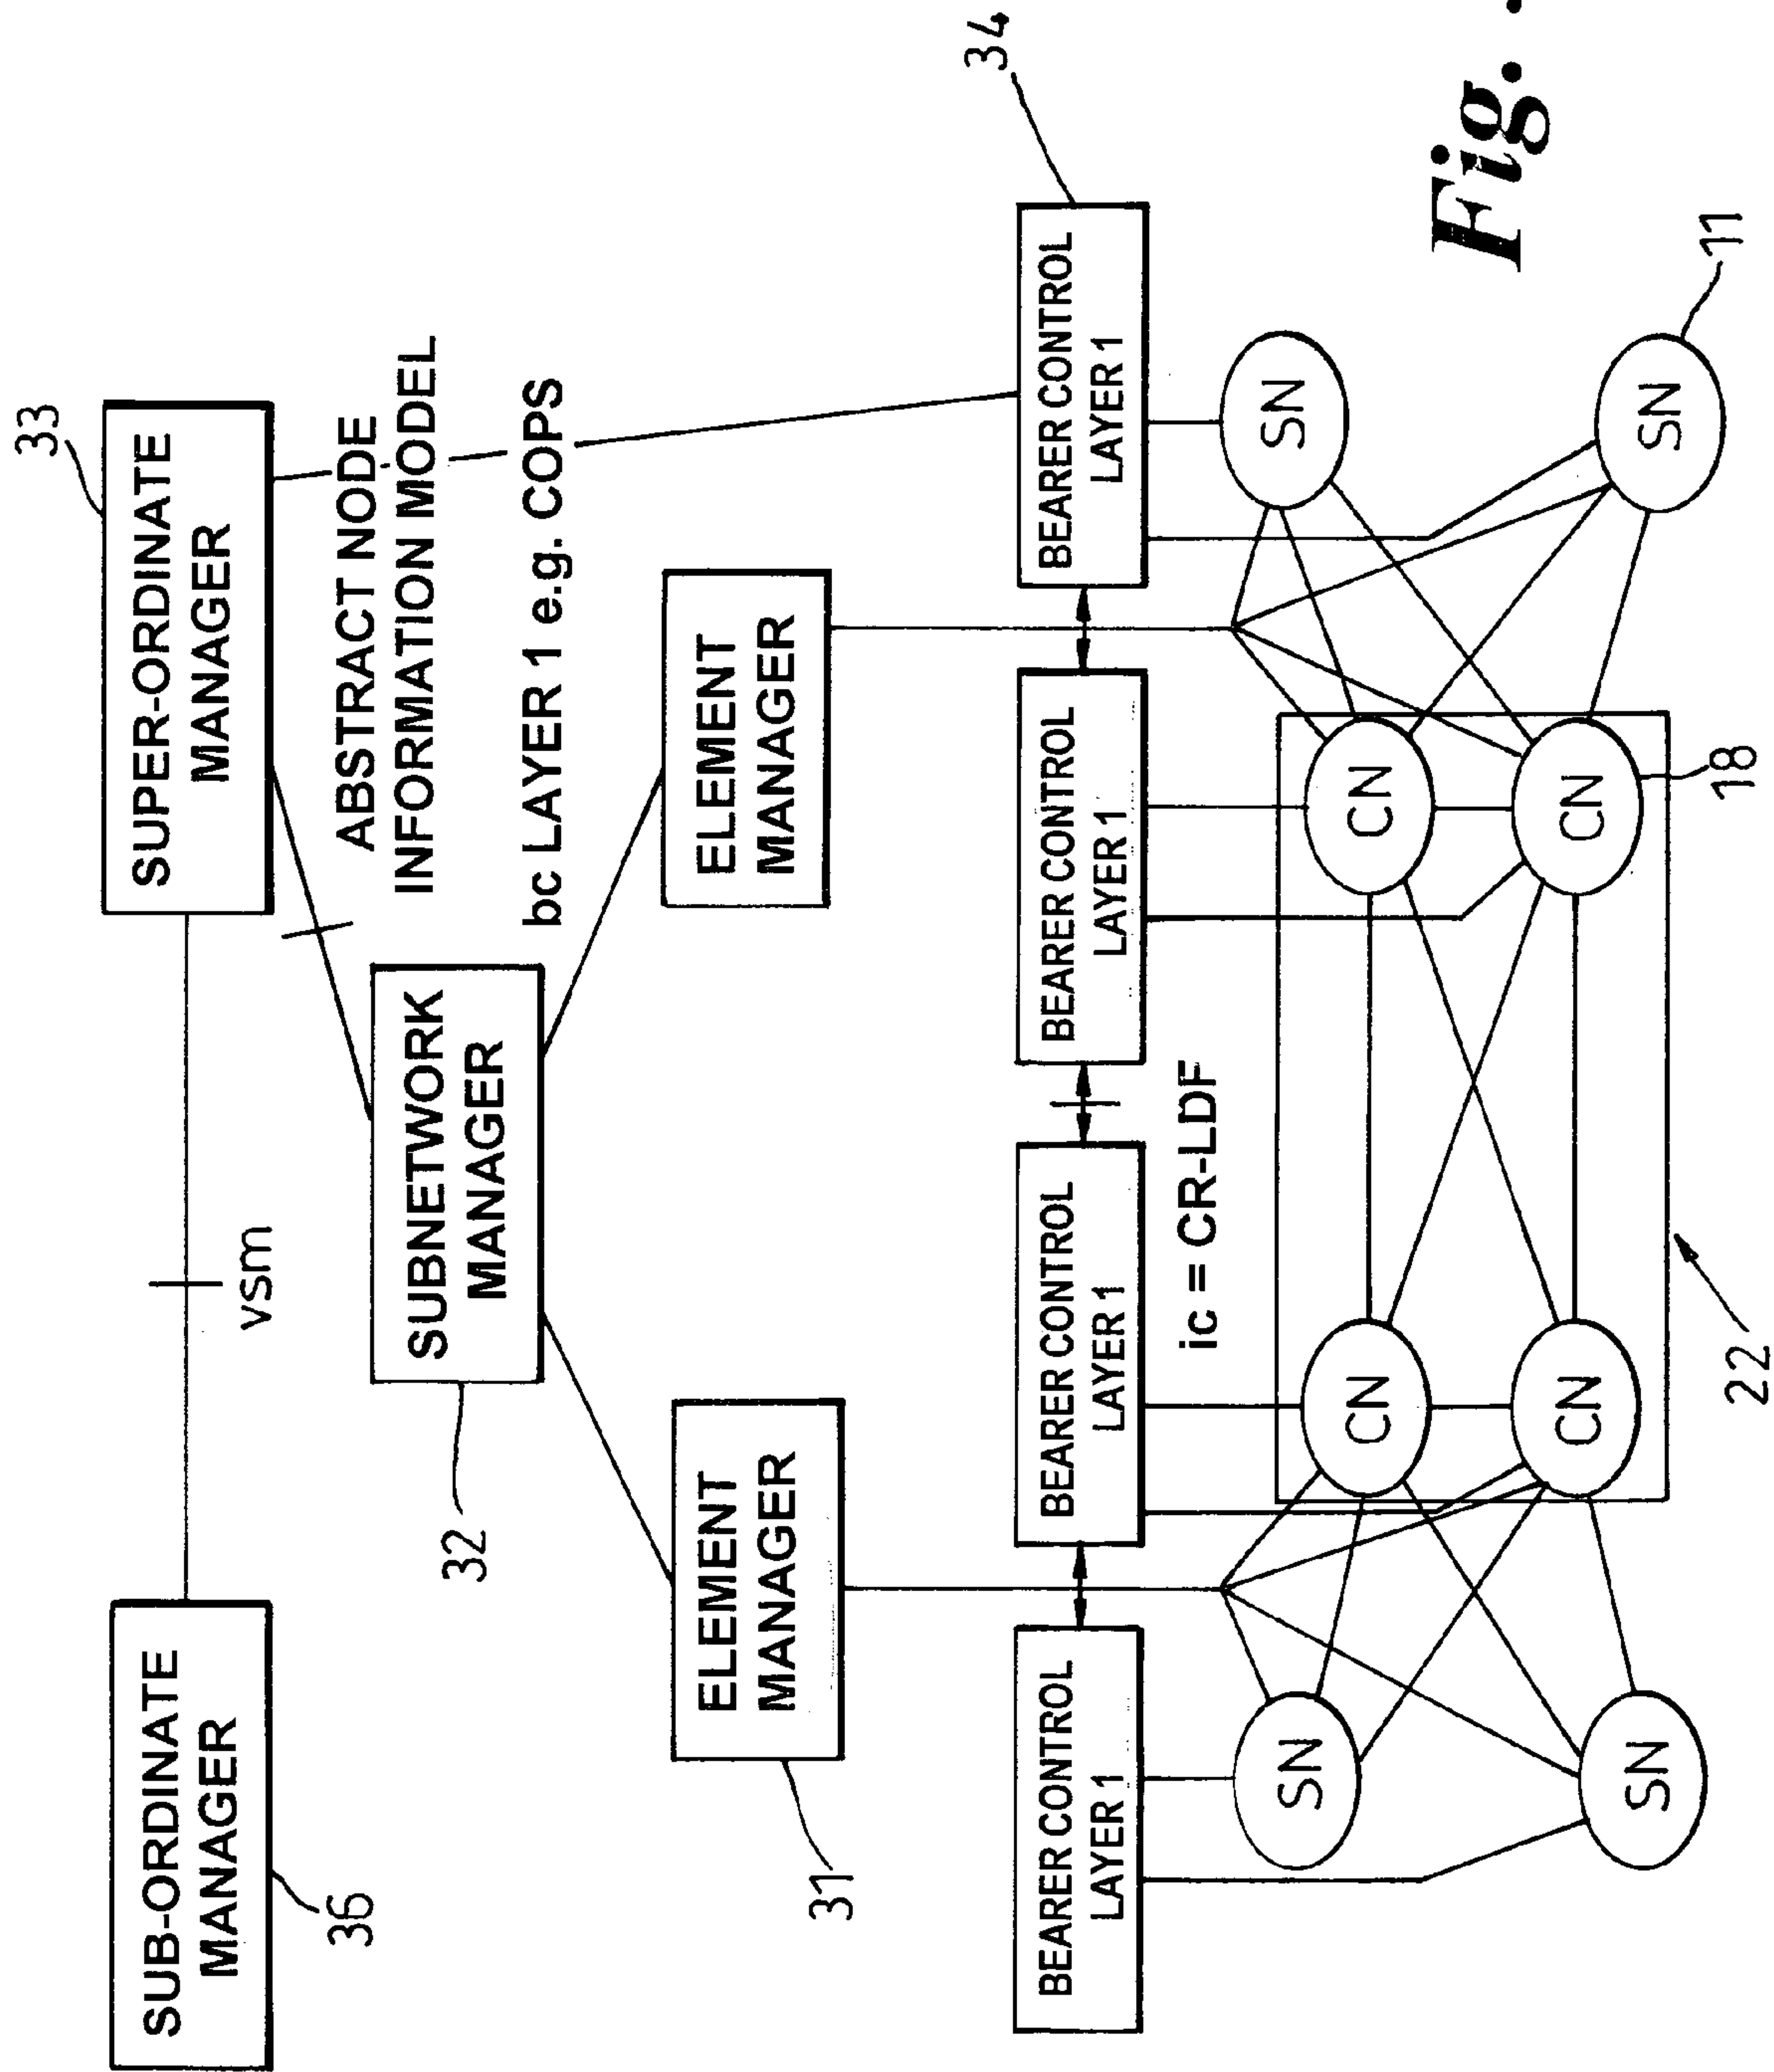 33
SUPER-ORDINATE
MANAGER
SUB-ORDINATE
MANAGER
36
vsm
ABSTRACT NODE
INFORMATION MODEL
bc LAYER 1 e.g. COPS
SUBNETWORK
MANAGER
32
ELEMENT
MANAGER
31
ELEMENT
MANAGER
34
BEARER CONTROL
LAYER 1
BEARER CONTROL
LAYER 1
BEARER CONTROL
LAYER 1
BEARER CONTROL
LAYER 1
ic = CR-LDF
SN
CN
CN
SN
SN
CN
CN
SN
22
18
11
Fig.